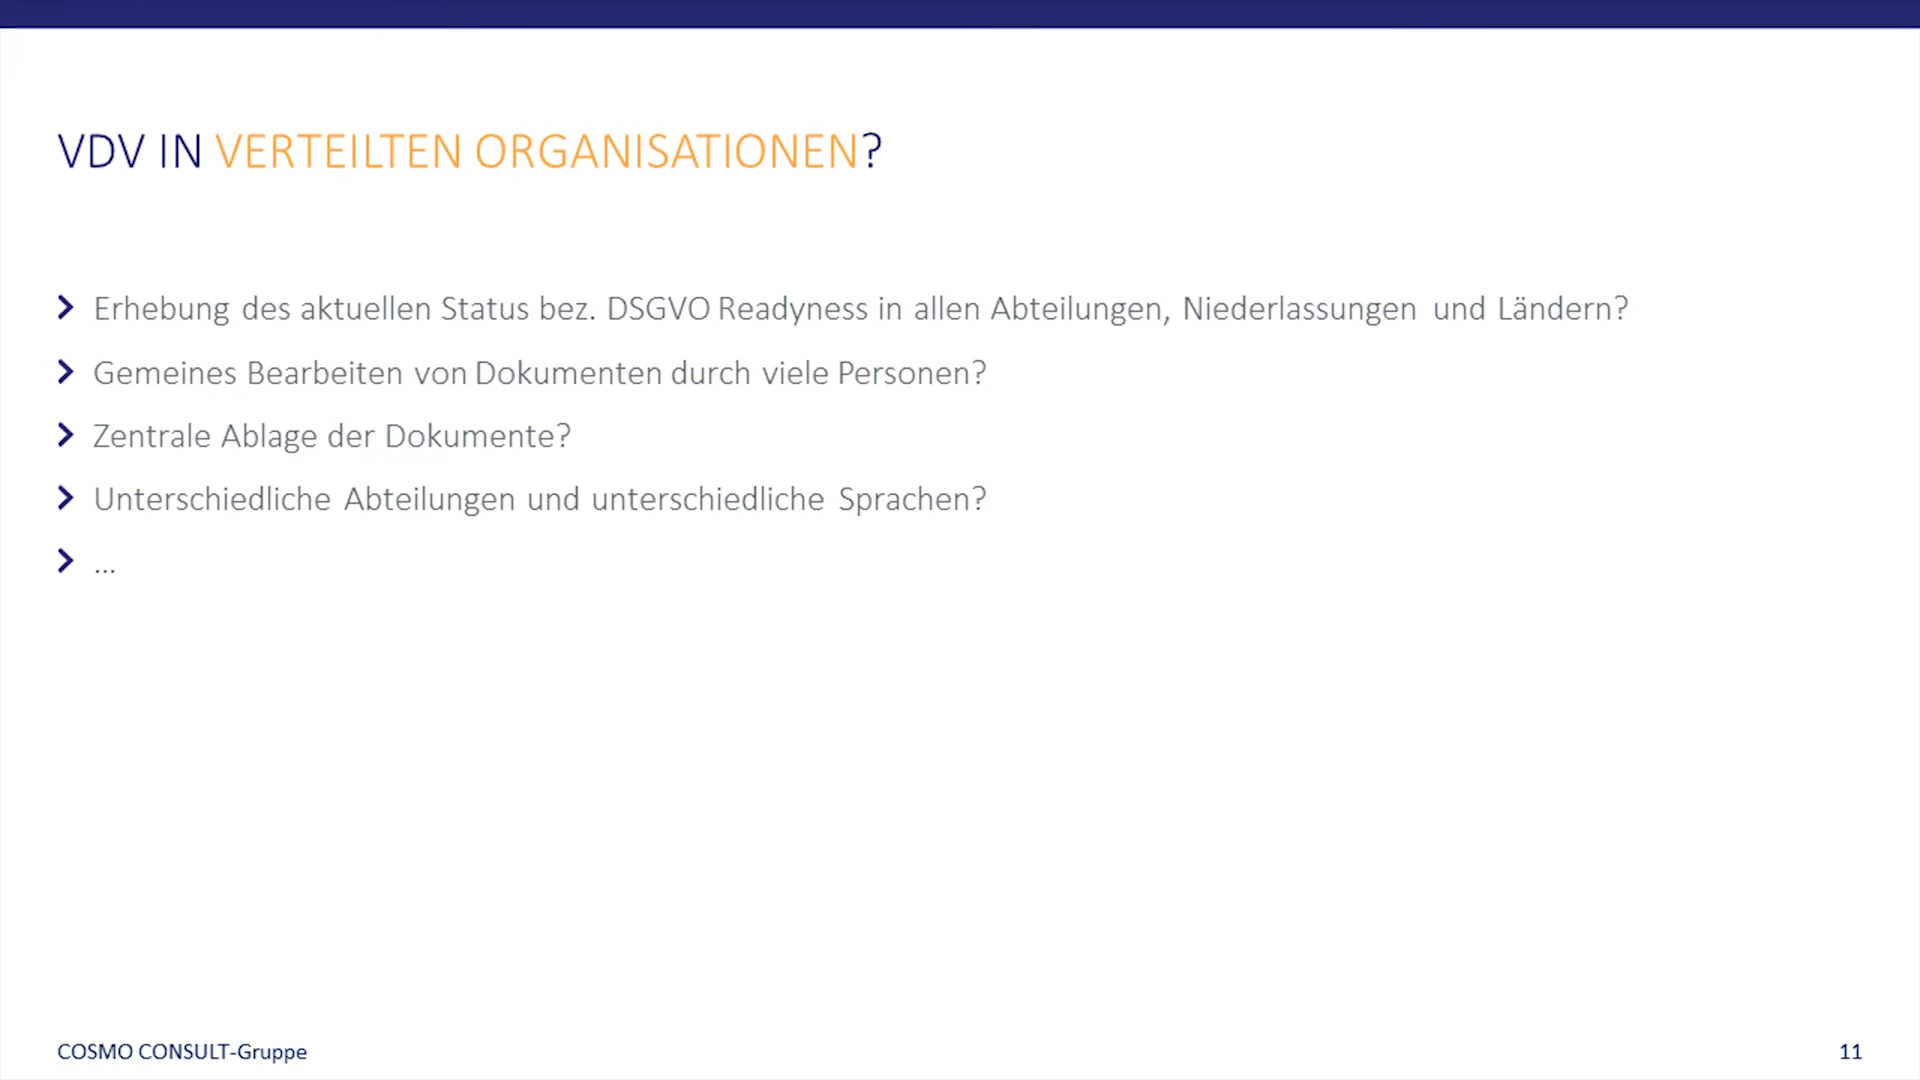 VDV IN VERTEILTEN ORGANISATIONEN?
Erhebung des aktuellen Status bez. DSGVO Readyness in allen Abteilungen, Niederlassungen und Ländern?
Gemeines Bearbeiten von Dokumenten durch viele Personen?
Zentrale Ablage der Dokumente?
Unterschiedliche Abteilungen und unterschiedliche Sprachen?
...
COSMO CONSULT-Gruppe
11